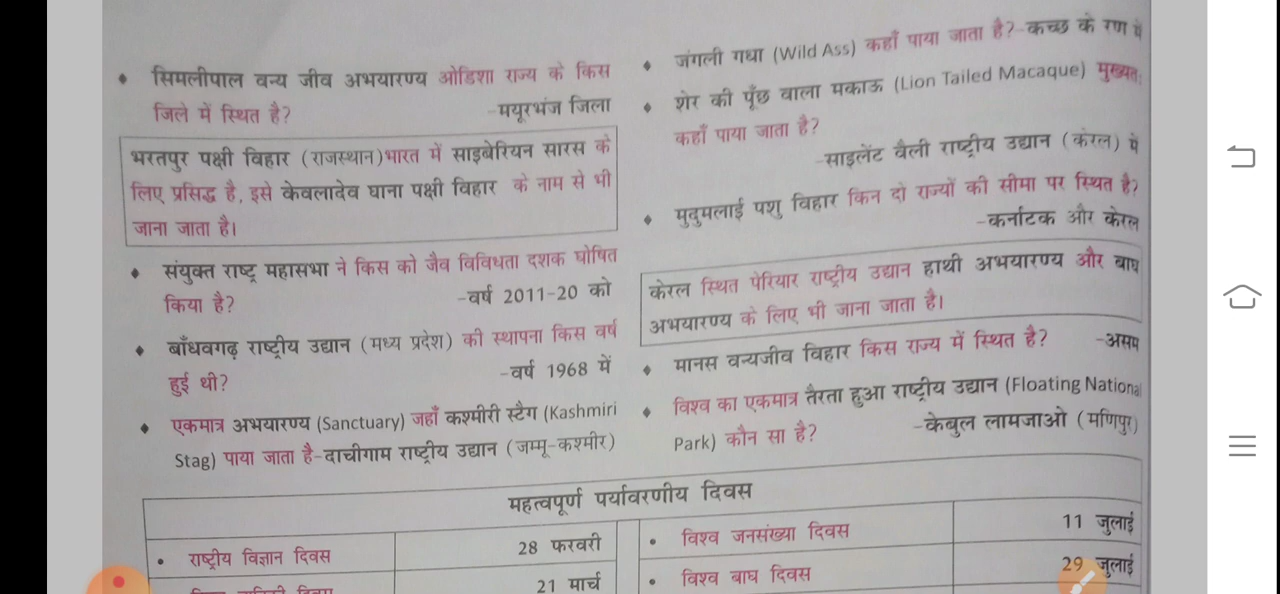 ♦ सिमलीपाल वन्य जीव अभयारण्य ओडिशा राज्य के किस
जिले में स्थित है? -मयूरभंज जिला
भरतपुर पक्षी विहार (राजस्थान)भारत में साइबेरियन सारस के
लिए प्रसिद्ध है, इसे केवलादेव घाना पक्षी विहार के नाम से भी
जाना जाता है।
♦ संयुक्त राष्ट्र महासभा ने किस को जैव विविधता दशक घोषित
किया है? -वर्ष 2011-20 को
♦ बाँधवगढ़ राष्ट्रीय उद्यान (मध्य प्रदेश) की स्थापना किस वर्ष
हुई थी? -वर्ष 1968 में
♦ एकमात्र अभयारण्य (Sanctuary) जहाँ कश्मीरी स्टैग (Kashmiri
Stag) पाया जाता है-दाचीगाम राष्ट्रीय उद्यान (जम्मू-कश्मीर)
♦ जंगली गधा (Wild Ass) कहाँ पाया जाता है?-कच्छ के रण में
♦ शेर की पूँछ वाला मकाऊ (Lion Tailed Macaque) मुख्यतः
कहाँ पाया जाता है?
-साइलेंट वैली राष्ट्रीय उद्यान (केरल) में
♦ मुदुमलाई पशु विहार किन दो राज्यों की सीमा पर स्थित है?
-कर्नाटक और केरल
केरल स्थित पेरियार राष्ट्रीय उद्यान हाथी अभयारण्य और बाघ
अभयारण्य के लिए भी जाना जाता है।
♦ मानस वन्यजीव विहार किस राज्य में स्थित है? -असम
♦ विश्व का एकमात्र तैरता हुआ राष्ट्रीय उद्यान (Floating National
Park) कौन सा है? -केबुल लामजाओ (मणिपुर)
महत्वपूर्ण पर्यावरणीय दिवस
• राष्ट्रीय विज्ञान दिवस 28 फरवरी
21 मार्च
• विश्व जनसंख्या दिवस 11 जुलाई
• विश्व बाघ दिवस 29 जुलाई